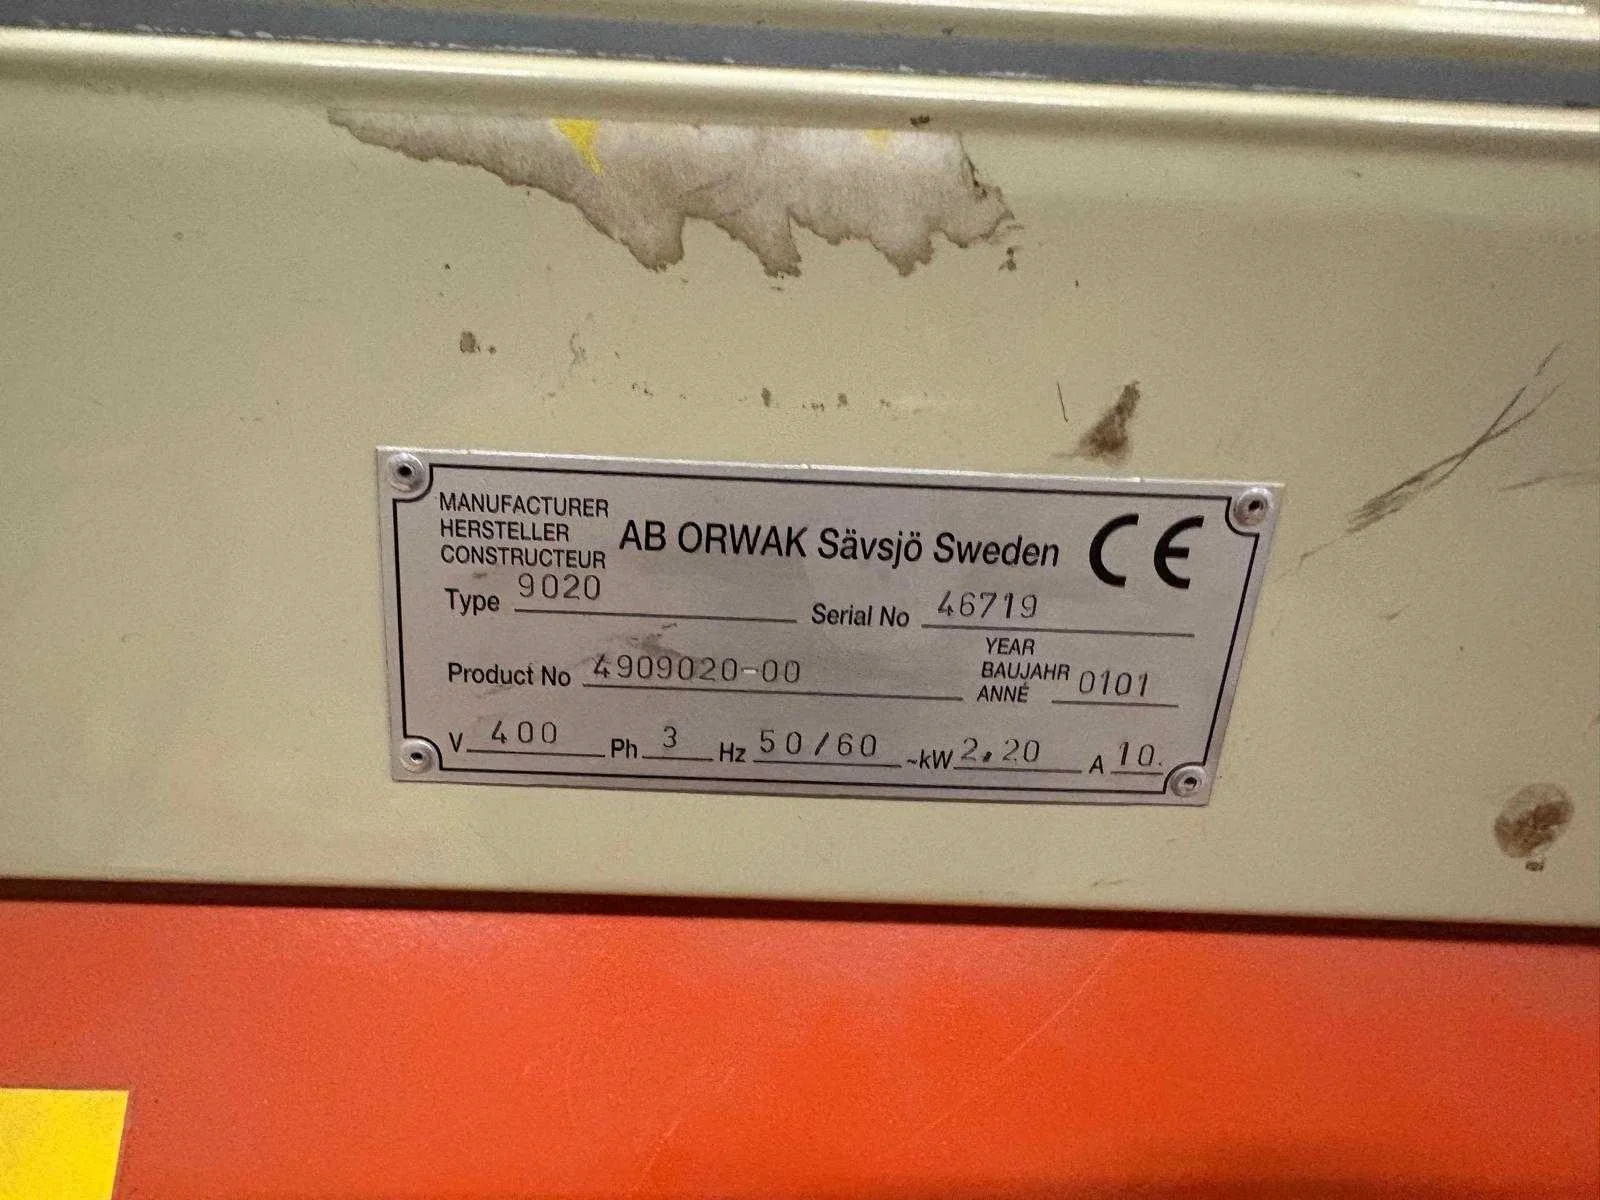 MANUFACTURER
HERSTELLER
CONSTRUCTEUR
AB ORWAK Sävsjö Sweden CE
Type 9020 Serial No 46719
Product No 4909020-00
YEAR
BAUJAHR
ANNÉ
0101
V 400 Ph 3 Hz 50/60 ~kW 2.20 A 10.